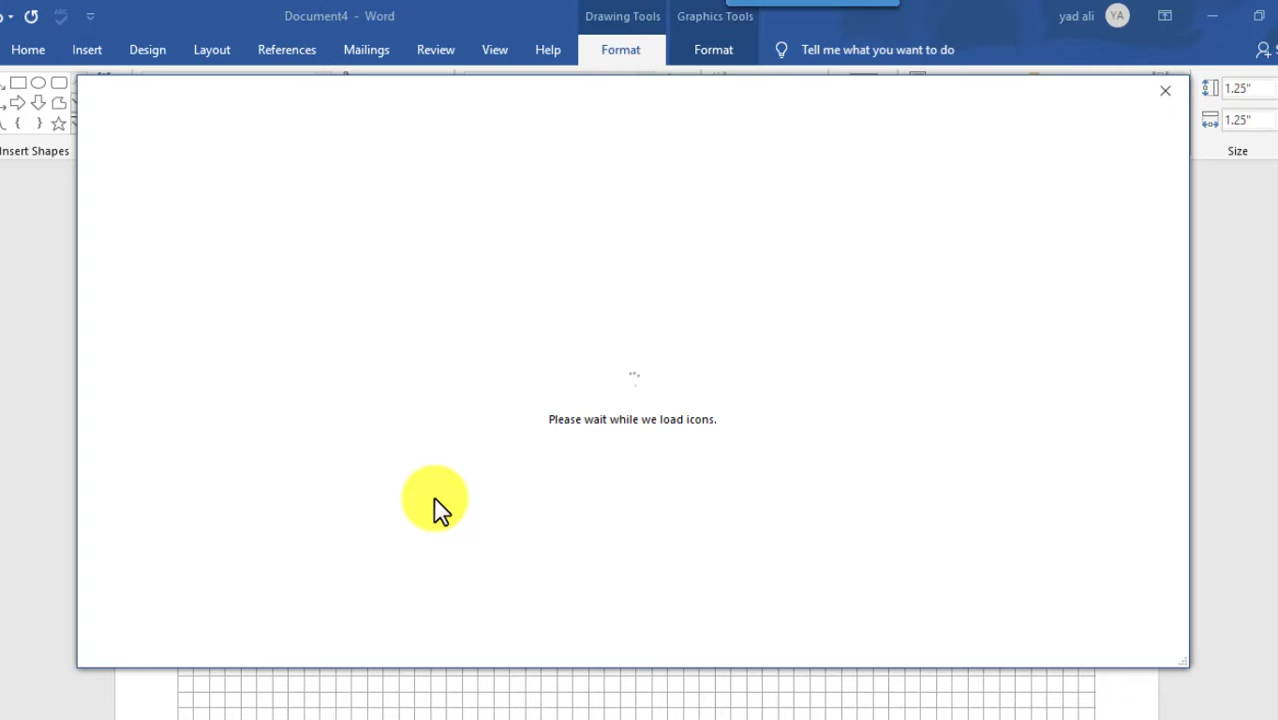 ABC
Document4 - Word
Drawing Tools
Graphics Tools
yad ali
YA
Home
Insert
Design
Layout
References
Mailings
Review
View
Help
Format
Format
Tell me what you want to do
1.25"
1.25"
Insert Shapes
Size
Please wait while we load icons.